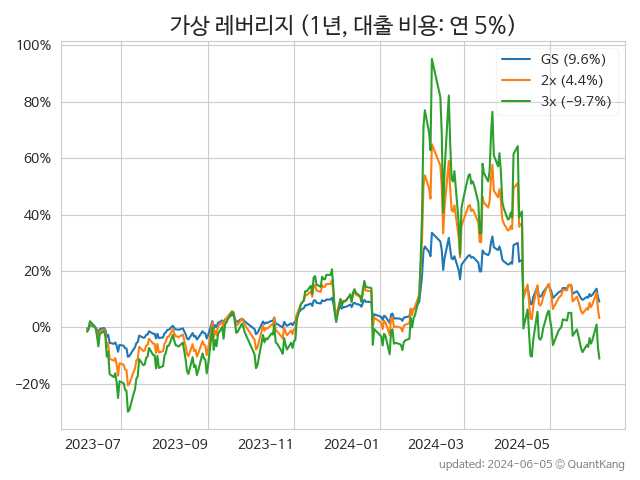 가상 레버리지 (1년, 대출 비용: 연 5%)
100%
80%
60%
40%
20%
0%
−20%
GS (9.6%)
2x (4.4%)
3x (−9.7%)
2023-07
2023-09
2023-11
2024-01
2024-03
2024-05
updated: 2024-06-05 © QuantKang